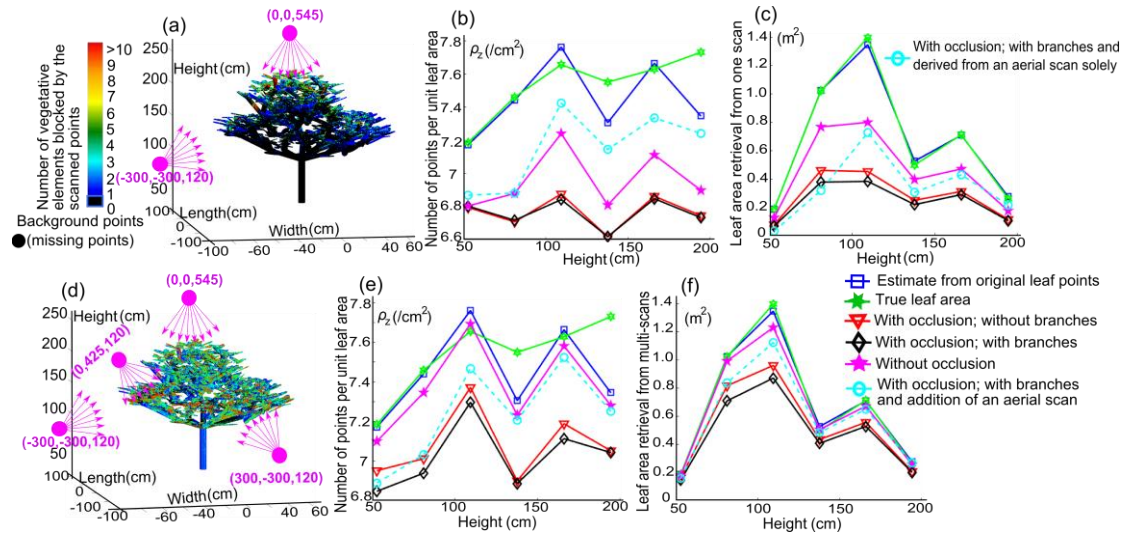 (a)
(0,0,545)
Height(cm)
250
200
150
100
50
0
100
0
-100
Length(cm)
Width(cm)
-100
-40
-20
0
20
40
60
(-300,-300,120)
Number of vegetative
elements blocked by the
scanned points
>10
9
8
7
6
5
4
3
2
1
0
Background points
(missing points)
(b)
ρz(/cm²)
Number of points per unit leaf area
7.8
7.6
7.4
7.2
7
6.8
6.6
50
100
150
200
Height (cm)
(c)
(m²)
Leaf area retrieval from one scan
1.4
1.2
1.0
0.8
0.6
0.4
0.2
0
50
100
150
200
Height (cm)
With occlusion; with branches and
derived from an aerial scan solely
(d)
(0,0,545)
Height(cm)
250
200
150
100
50
0
100
0
-100
Length(cm)
Width(cm)
-60
-40
-20
0
20
40
60
(0,425,120)
(-300,-300,120)
(300,-300,120)
(e)
ρz(/cm²)
Number of points per unit leaf area
7.8
7.6
7.4
7.2
7
6.8
50
100
150
200
Height (cm)
(f)
(m²)
Leaf area retrieval from multi-scans
1.4
1.2
1.0
0.8
0.6
0.4
0.2
0
50
100
150
200
Height (cm)
Estimate from original leaf points
True leaf area
With occlusion; without branches
With occlusion; with branches
Without occlusion
With occlusion; with branches
and addition of an aerial scan